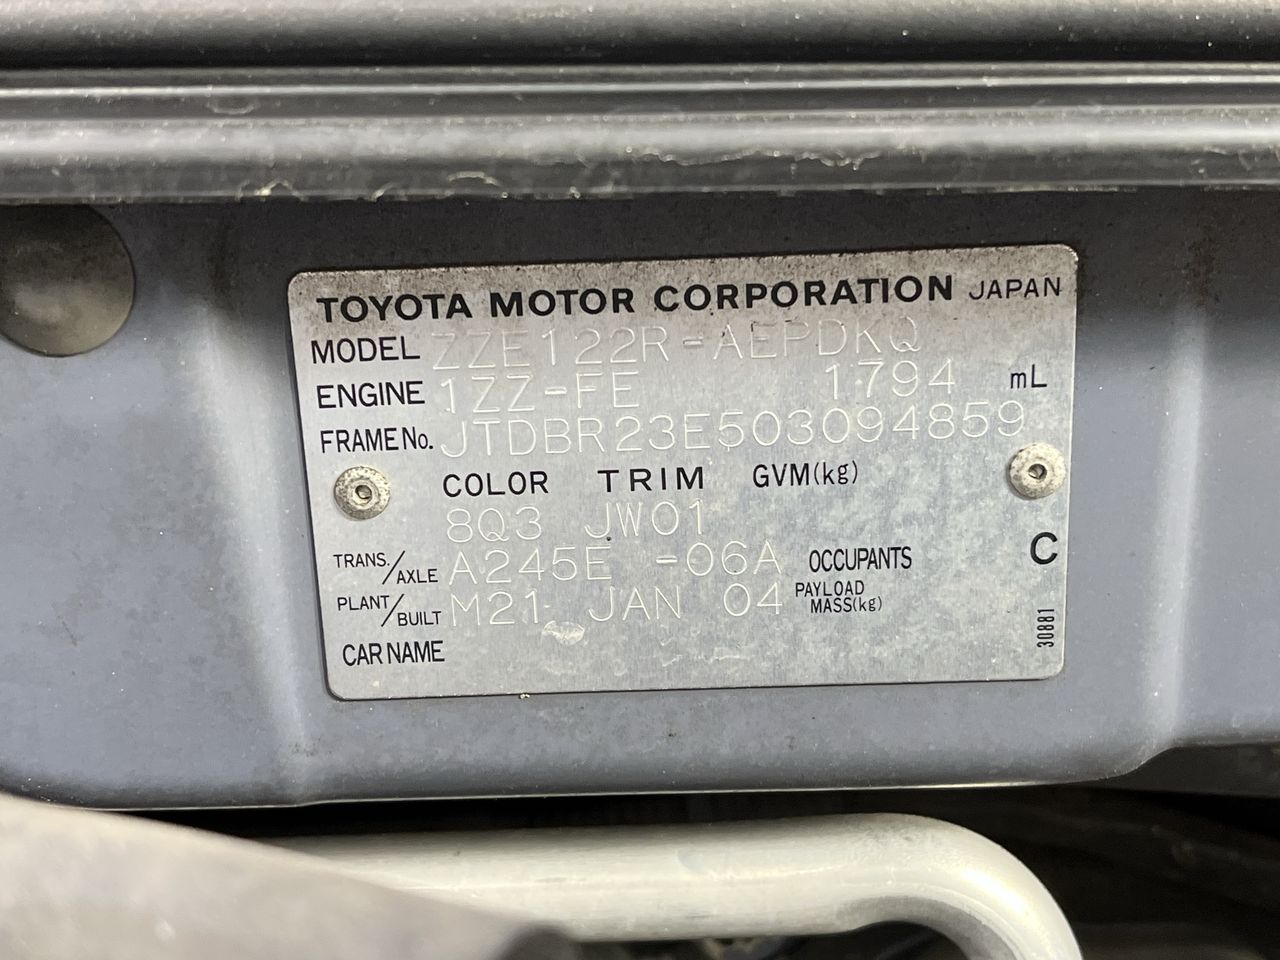 TOYOTA MOTOR CORPORATION JAPAN
MODEL ZZE122R-AEPDKQ
ENGINE 1ZZ-FE 1794 mL
FRAME No. JTDBR23E503094859
COLOR TRIM GVM(kg)
8Q3 JW01
TRANS./AXLE A245E -06A OCCUPANTS C
PLANT/BUILT M21 JAN 04 PAYLOAD MASS(kg)
CAR NAME
30881